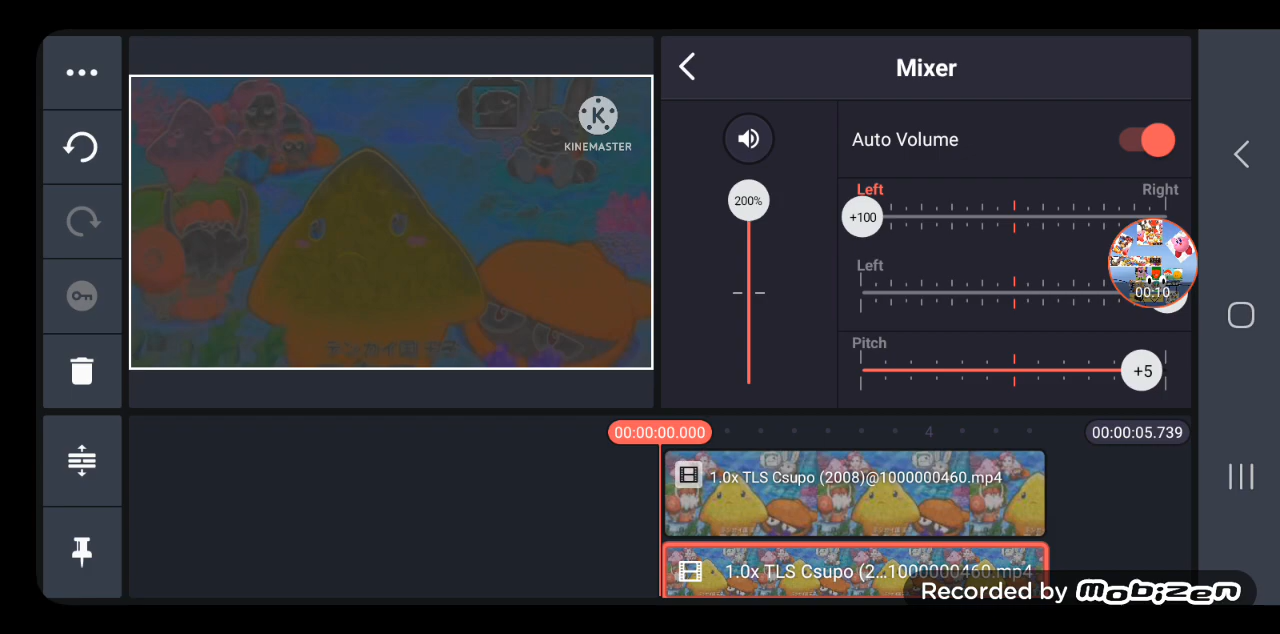 Mixer
K
KINEMASTER
Auto Volume
200%
Left
Right
+100
Left
00:10
Pitch
+5
00:00:00.000
4
00:00:05.739
1.0x TLS Csupo (2008)@1000000460.mp4
1.0x TLS Csupo (2...1000000460.mp4
Recorded by Mobizen